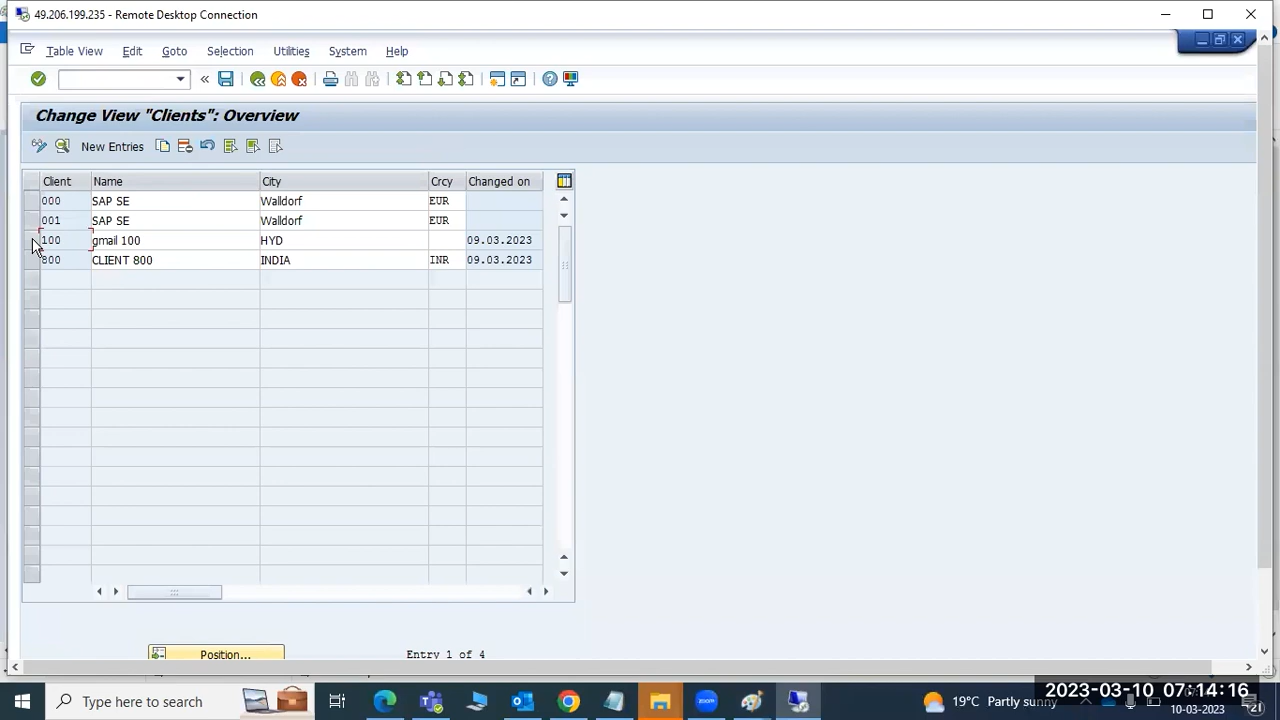 49.206.199.235 - Remote Desktop Connection
Table View Edit Goto Selection Utilities System Help
Change View "Clients": Overview
New Entries
Client Name City Crcy Changed on
000 SAP SE Walldorf EUR
001 SAP SE Walldorf EUR
100 gmail 100 HYD 09.03.2023
800 CLIENT 800 INDIA INR 09.03.2023
Position... Entry 1 of 4
Type here to search
zoom
19°C Partly sunny
2023-03-10 07:14:16
10-03-2023
21